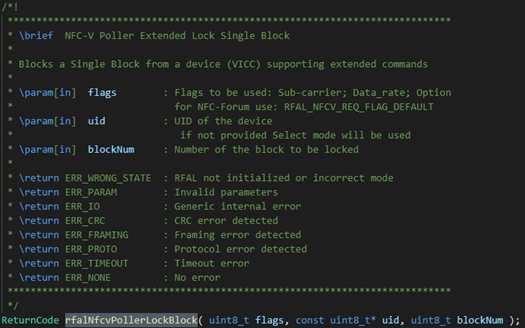 /*!
*****************************************************************************
* \brief  NFC-V Poller Extended Lock Single Block
*
* Blocks a Single Block from a device (VICC) supporting extended commands
*
* \param[in]  flags       : Flags to be used: Sub-carrier; Data_rate; Option
*                           for NFC-Forum use: RFAL_NFCV_REQ_FLAG_DEFAULT
* \param[in]  uid         : UID of the device
*                            if not provided Select mode will be used
* \param[in]  blockNum    : Number of the block to be locked
*
* \return ERR_WRONG_STATE : RFAL not initialized or incorrect mode
* \return ERR_PARAM       : Invalid parameters
* \return ERR_IO          : Generic internal error
* \return ERR_CRC         : CRC error detected
* \return ERR_FRAMING     : Framing error detected
* \return ERR_PROTO       : Protocol error detected
* \return ERR_TIMEOUT     : Timeout error
* \return ERR_NONE        : No error
*****************************************************************************
*/
ReturnCode rfalNfcvPollerLockBlock( uint8_t flags, const uint8_t* uid, uint8_t blockNum );